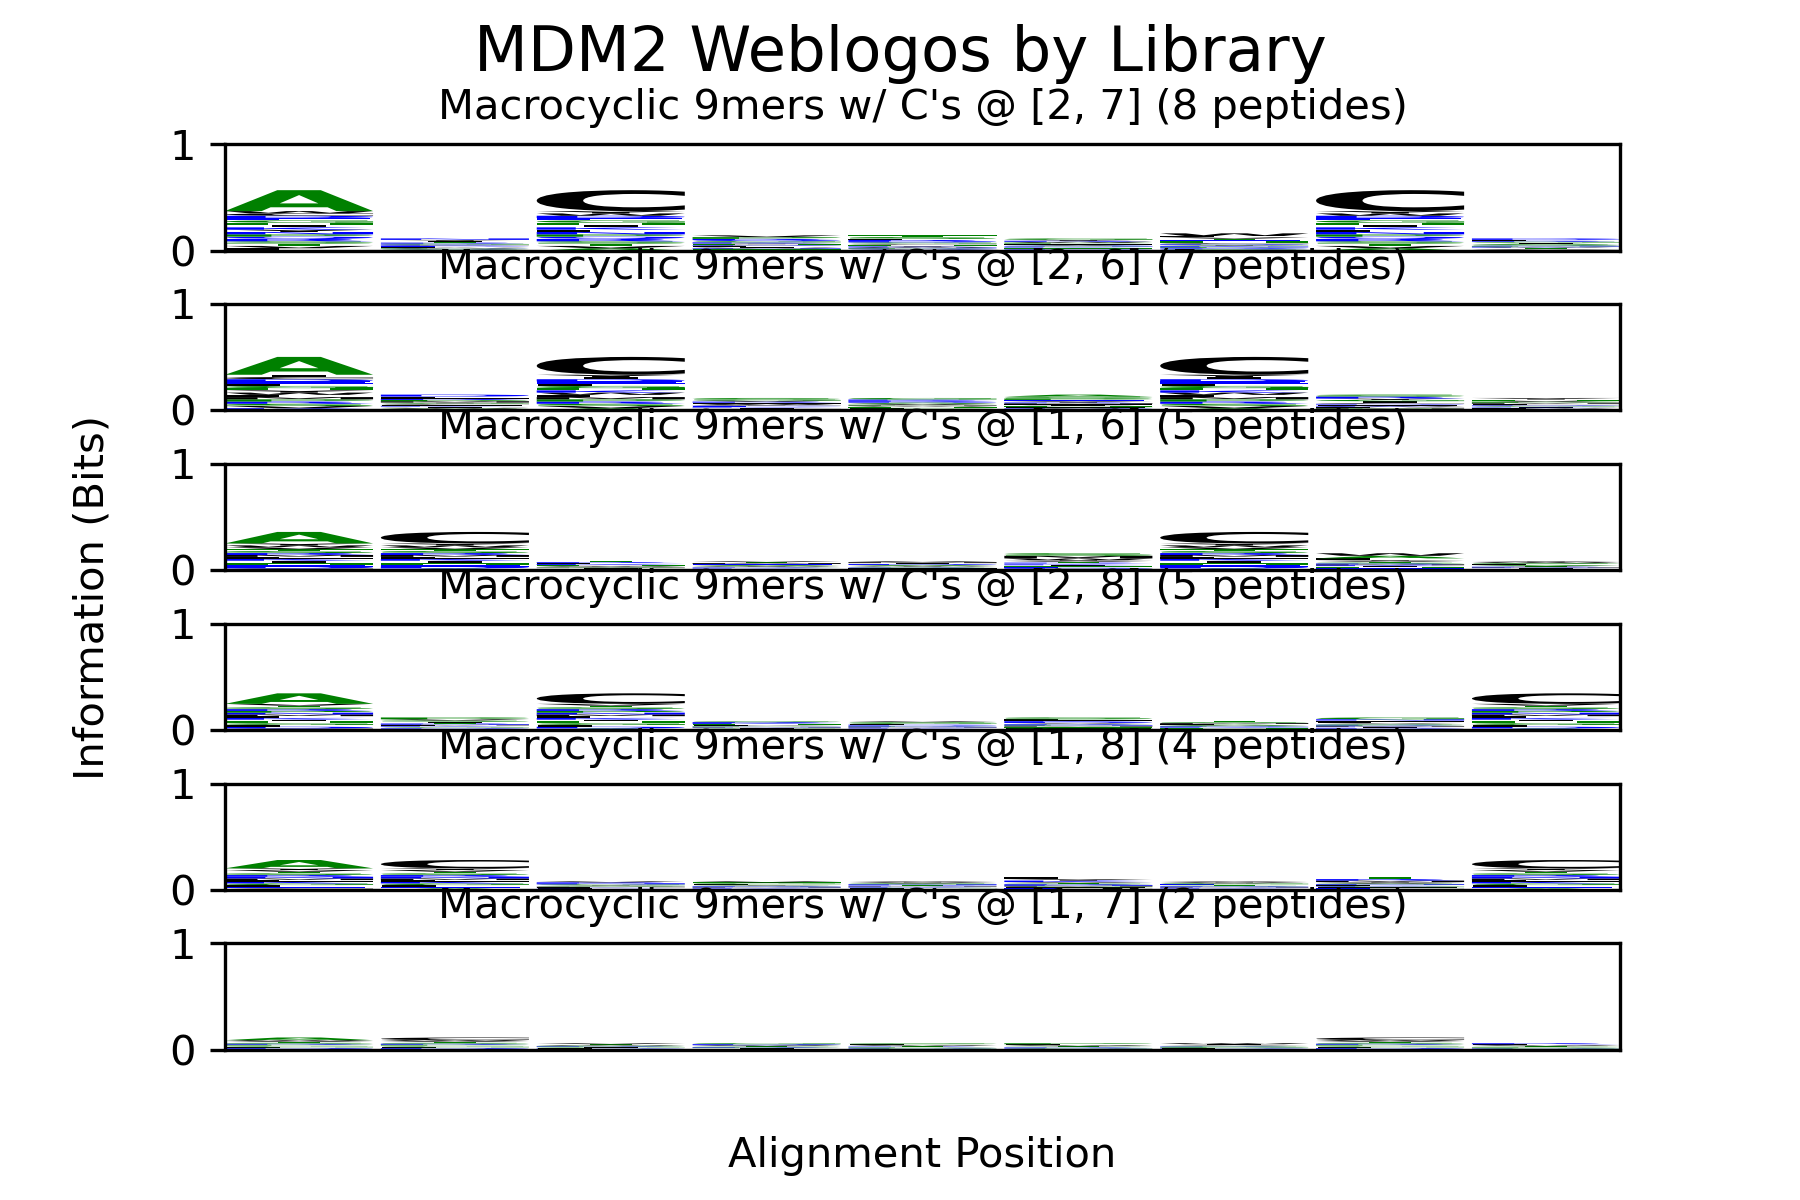 MDM2 Weblogos by Library
Macrocyclic 9mers w/ C's @ [2, 7] (8 peptides)
1
A C C
0
Macrocyclic 9mers w/ C's @ [2, 6] (7 peptides)
1
A C C
0
Macrocyclic 9mers w/ C's @ [1, 6] (5 peptides)
1
A C C
0
Macrocyclic 9mers w/ C's @ [2, 8] (5 peptides)
1
A C C
0
Macrocyclic 9mers w/ C's @ [1, 8] (4 peptides)
1
A C C
0
Macrocyclic 9mers w/ C's @ [1, 7] (2 peptides)
1
0
Information (Bits)
Alignment Position